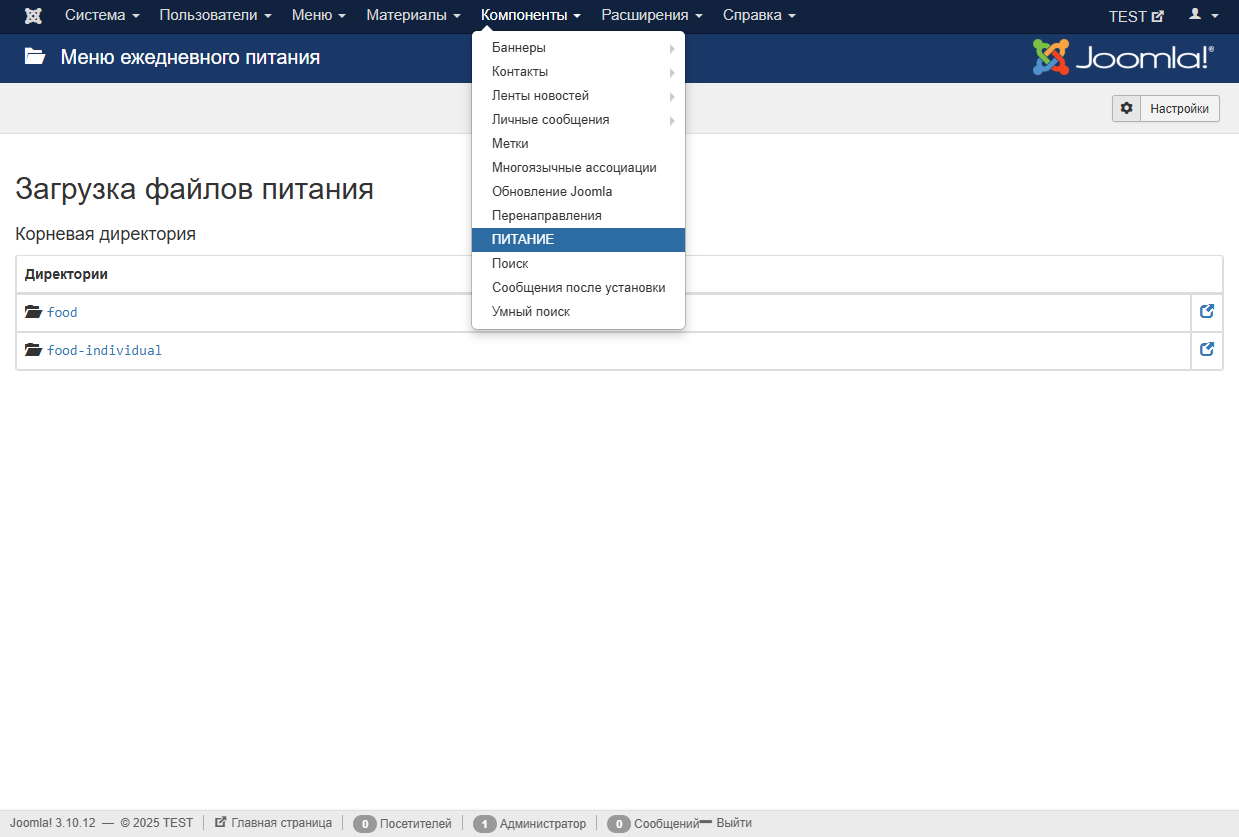 Система Пользователи Меню Материалы Компоненты Расширения Справка TEST
Меню ежедневного питания Joomla!®
Баннеры
Контакты
Ленты новостей
Личные сообщения
Метки
Многоязычные ассоциации
Обновление Joomla
Перенаправления
ПИТАНИЕ
Поиск
Сообщения после установки
Умный поиск
Настройки
Загрузка файлов питания
Корневая директория
Директории
food
food-individual
Joomla! 3.10.12 — © 2025 TEST Главная страница 0 Посетителей 1 Администратор 0 Сообщений Выйти